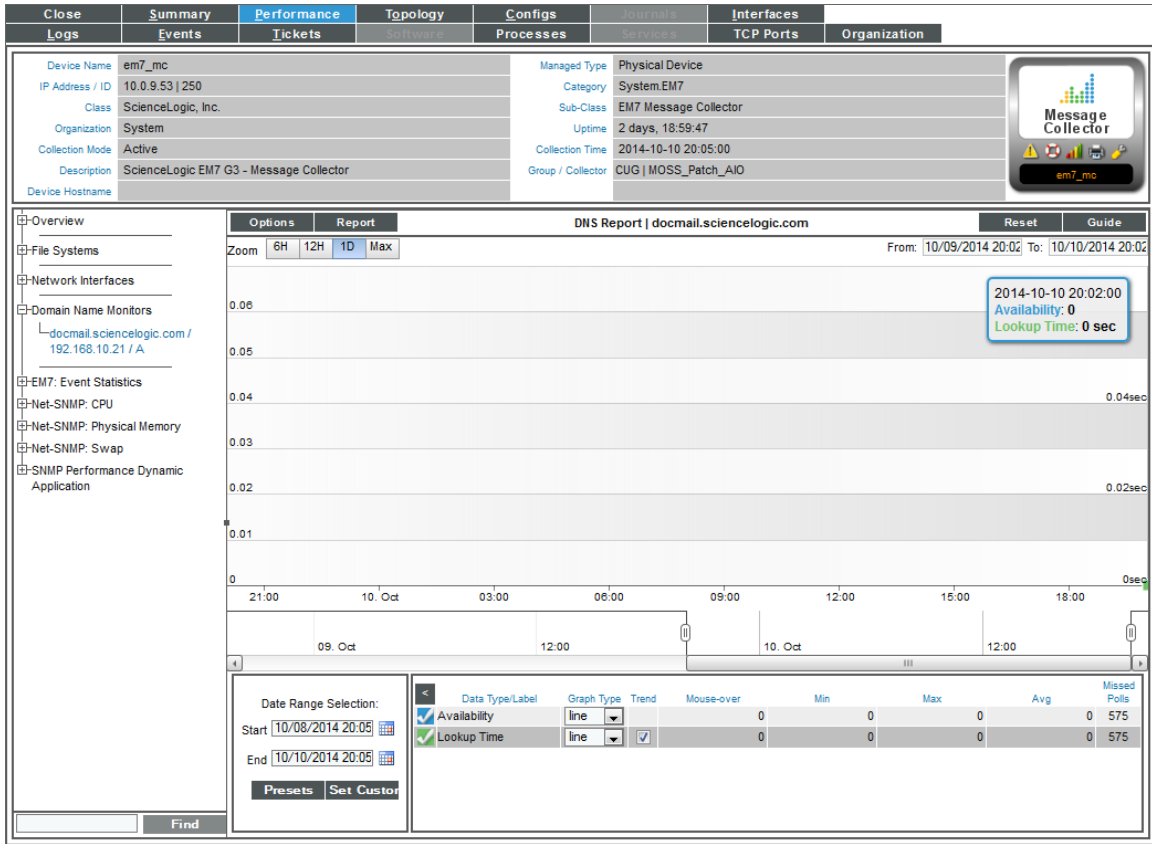 Close Summary Performance Topology Configs Journals Interfaces
Logs Events Tickets Software Processes Services TCP Ports Organization
Device Name em7_mc Managed Type Physical Device
IP Address / ID 10.0.9.53 | 250 Category System.EM7
Class ScienceLogic, Inc. Sub-Class EM7 Message Collector
Organization System Uptime 2 days, 18:59:47
Collection Mode Active Collection Time 2014-10-10 20:05:00
Description ScienceLogic EM7 G3 - Message Collector Group / Collector CUG | MOSS_Patch_AIO
Device Hostname
Message
Collector
em7_mc
Overview
File Systems
Network Interfaces
Domain Name Monitors
docmail.sciencelogic.com /
192.168.10.21 / A
EM7: Event Statistics
Net-SNMP: CPU
Net-SNMP: Physical Memory
Net-SNMP: Swap
SNMP Performance Dynamic
Application
Find
Options Report DNS Report | docmail.sciencelogic.com Reset Guide
Zoom 6H 12H 1D Max From: 10/09/2014 20:02 To: 10/10/2014 20:02
2014-10-10 20:02:00
Availability: 0
Lookup Time: 0 sec
0.06
0.05
0.04 0.04sec
0.03
0.02 0.02sec
0.01
0 0sec
21:00 10. Oct 03:00 06:00 09:00 12:00 15:00 18:00
09. Oct 12:00 10. Oct 12:00
Date Range Selection:
Start 10/08/2014 20:05
End 10/10/2014 20:05
Presets Set Custor
< Data Type/Label Graph Type Trend Mouse-over Min Max Avg Missed Polls
Availability line 0 0 0 0 575
Lookup Time line 0 0 0 0 575